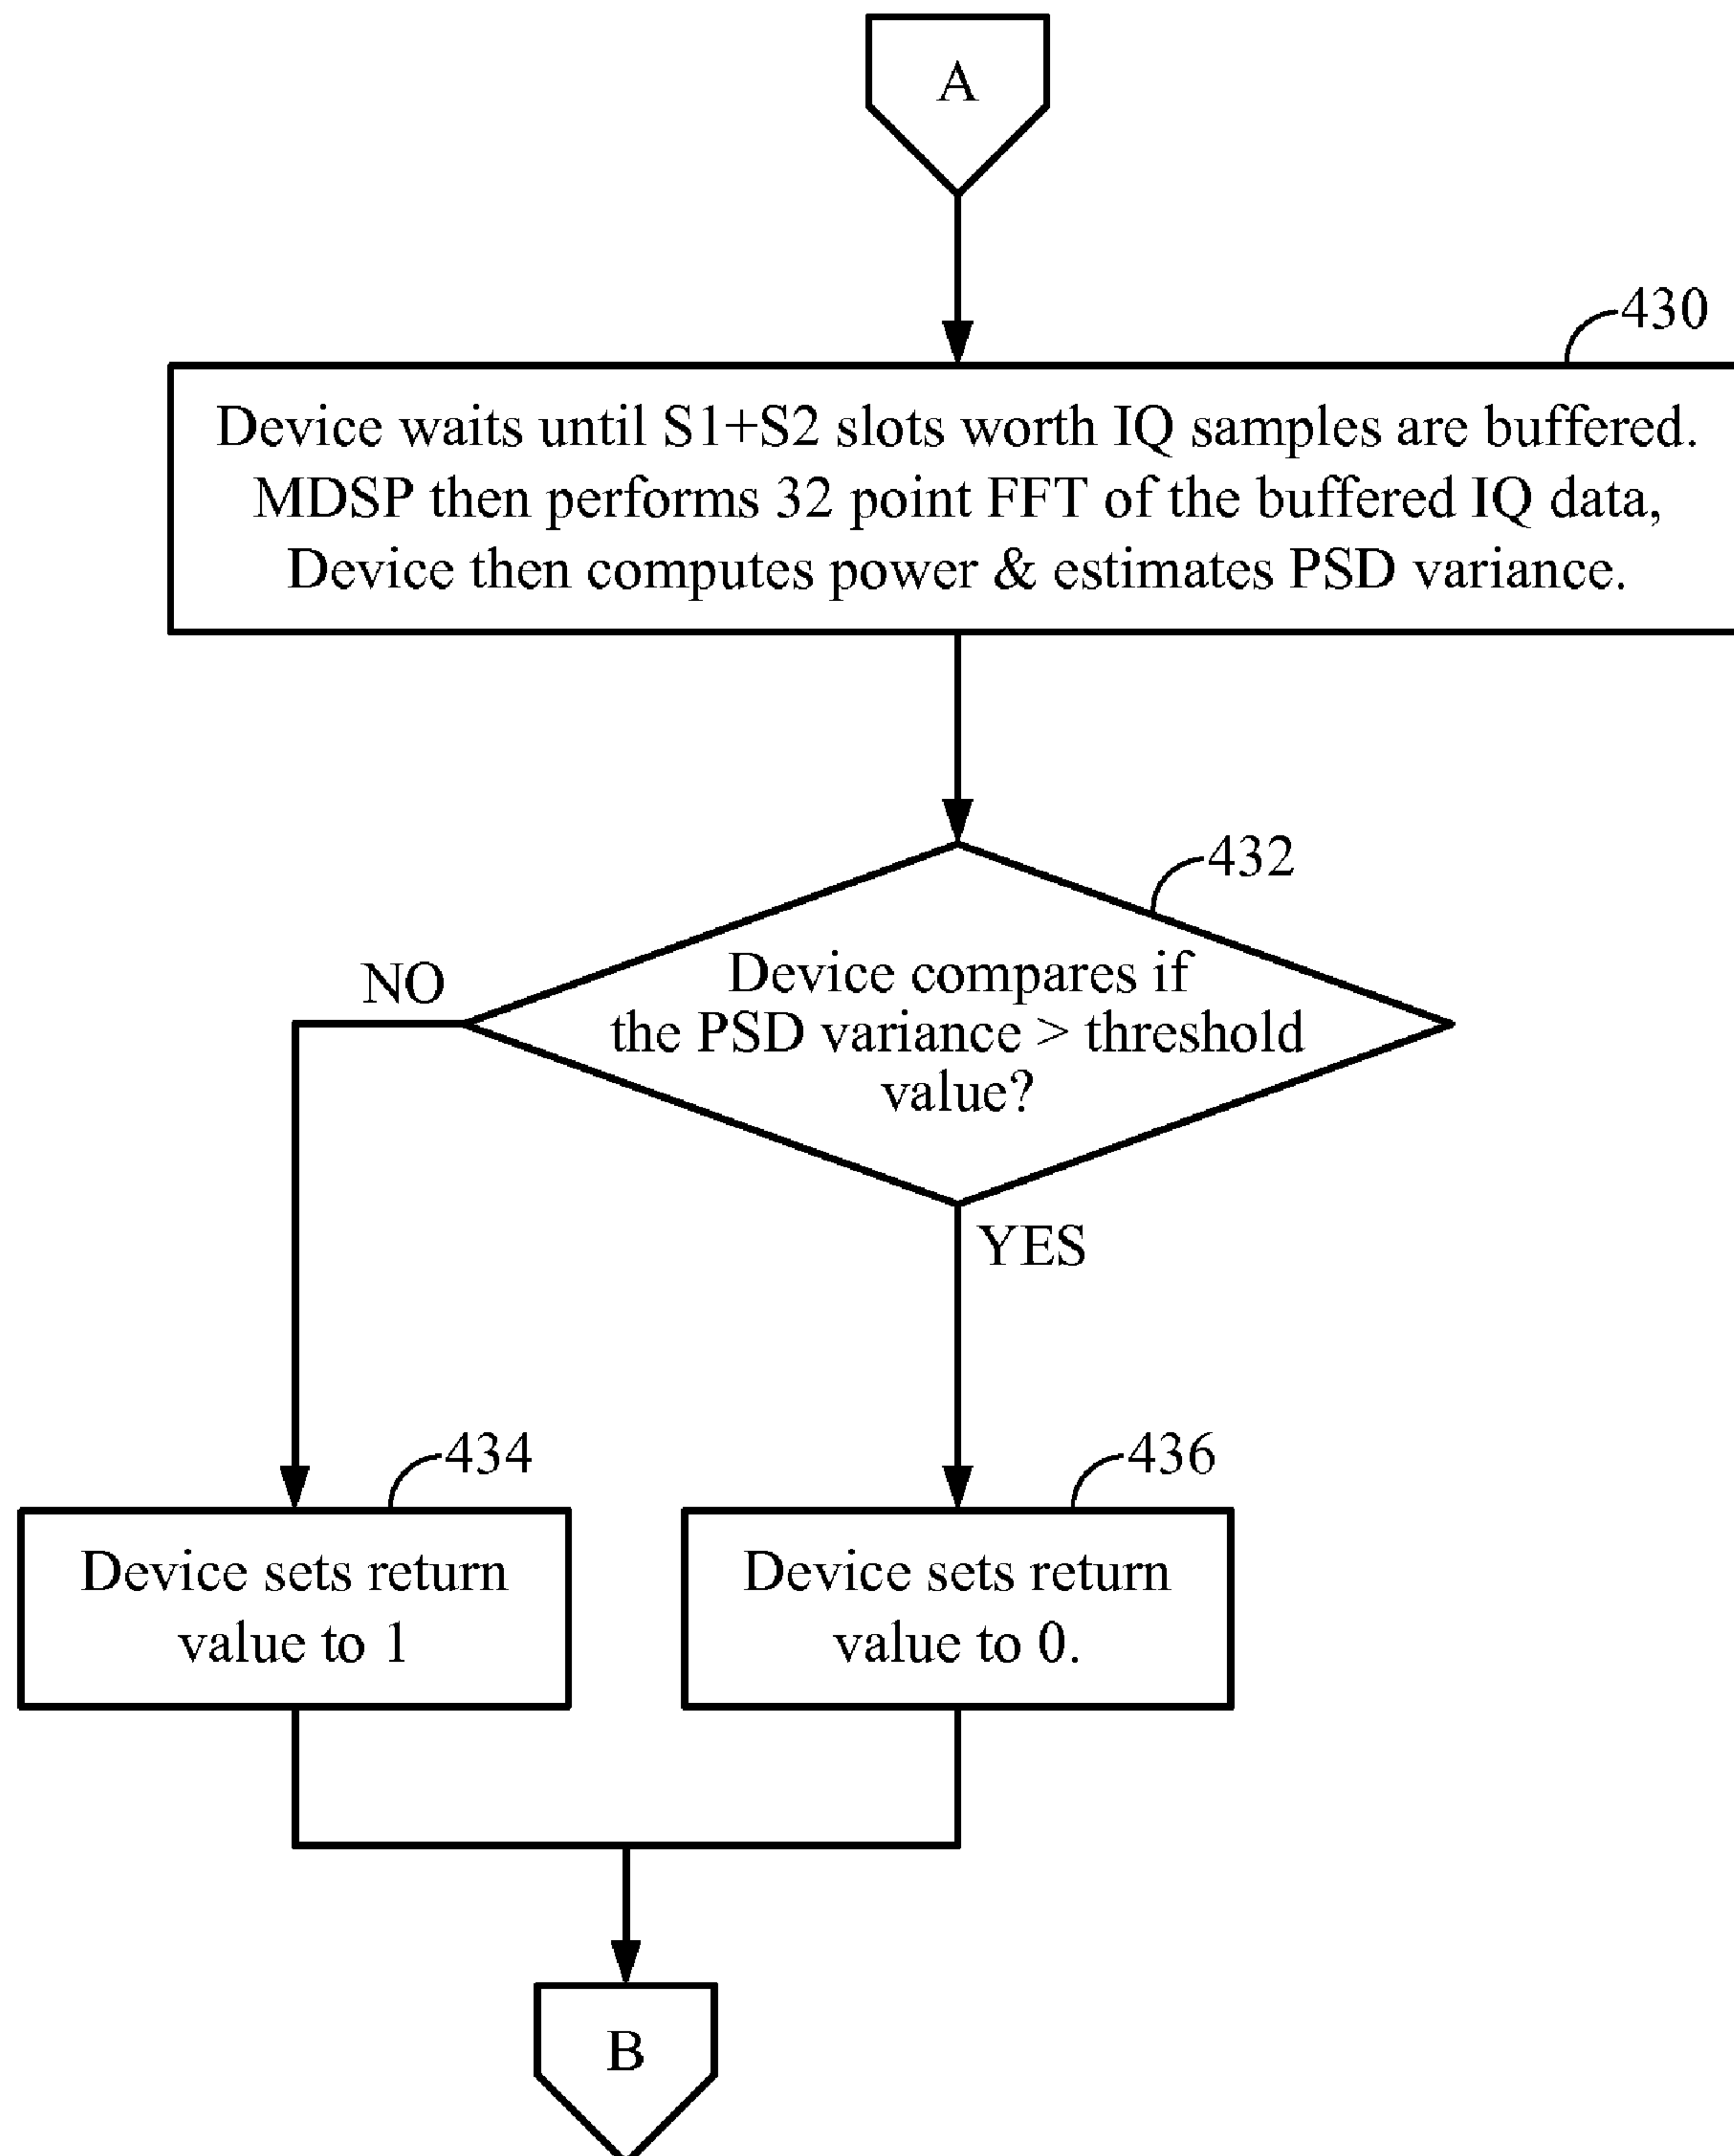 A
430
Device waits until S1+S2 slots worth IQ samples are buffered.
MDSP then performs 32 point FFT of the buffered IQ data,
Device then computes power & estimates PSD variance.
432
NO
Device compares if
the PSD variance > threshold
value?
YES
434
436
Device sets return
value to 1
Device sets return
value to 0.
B